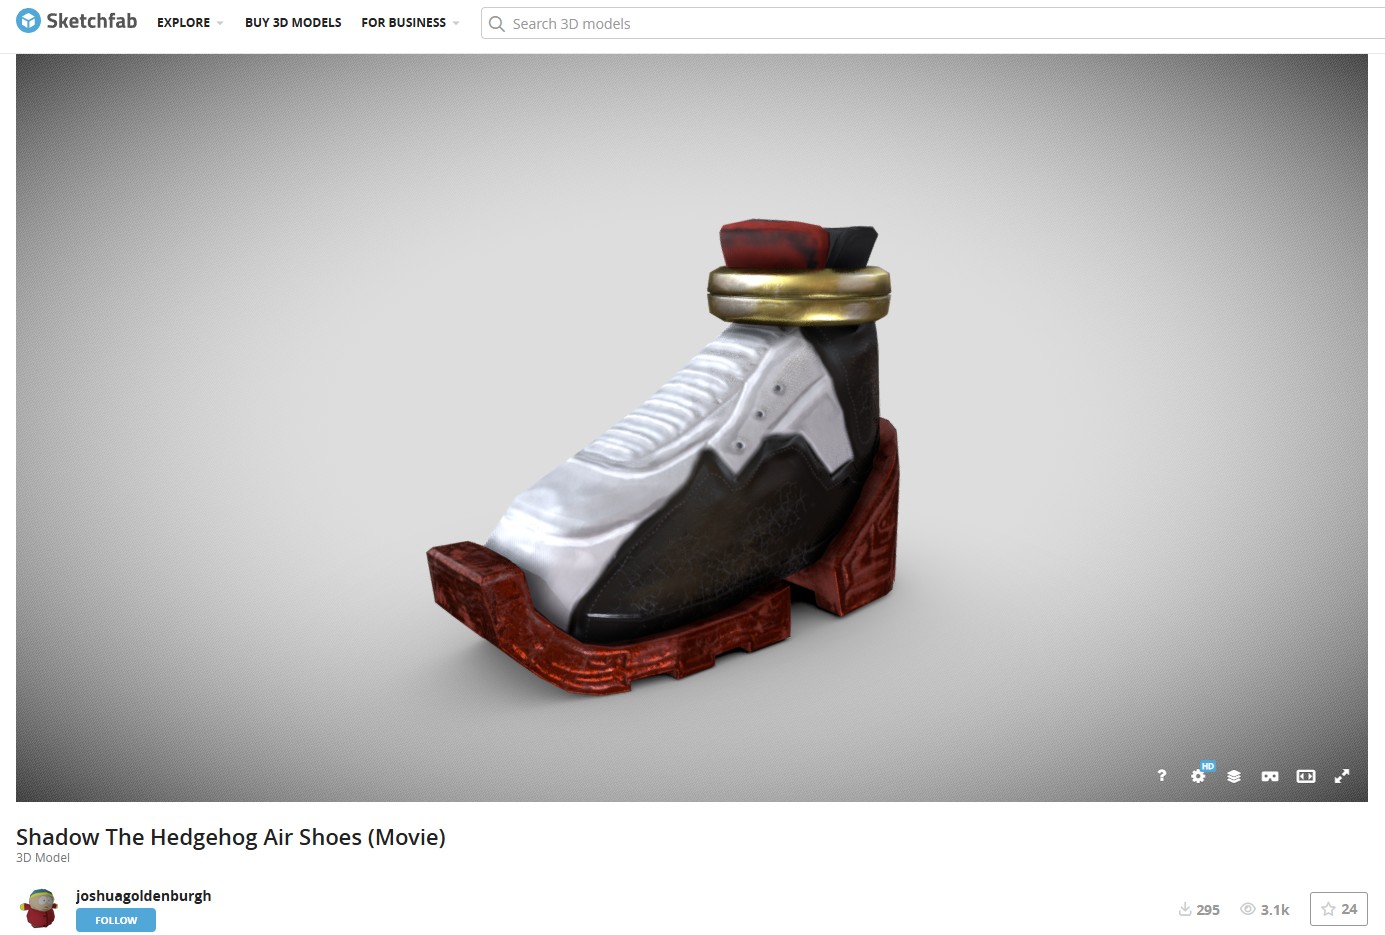 Sketchfab EXPLORE BUY 3D MODELS FOR BUSINESS Search 3D models
? HD
Shadow The Hedgehog Air Shoes (Movie)
3D Model
joshuagoldenburgh
FOLLOW
295 3.1k 24